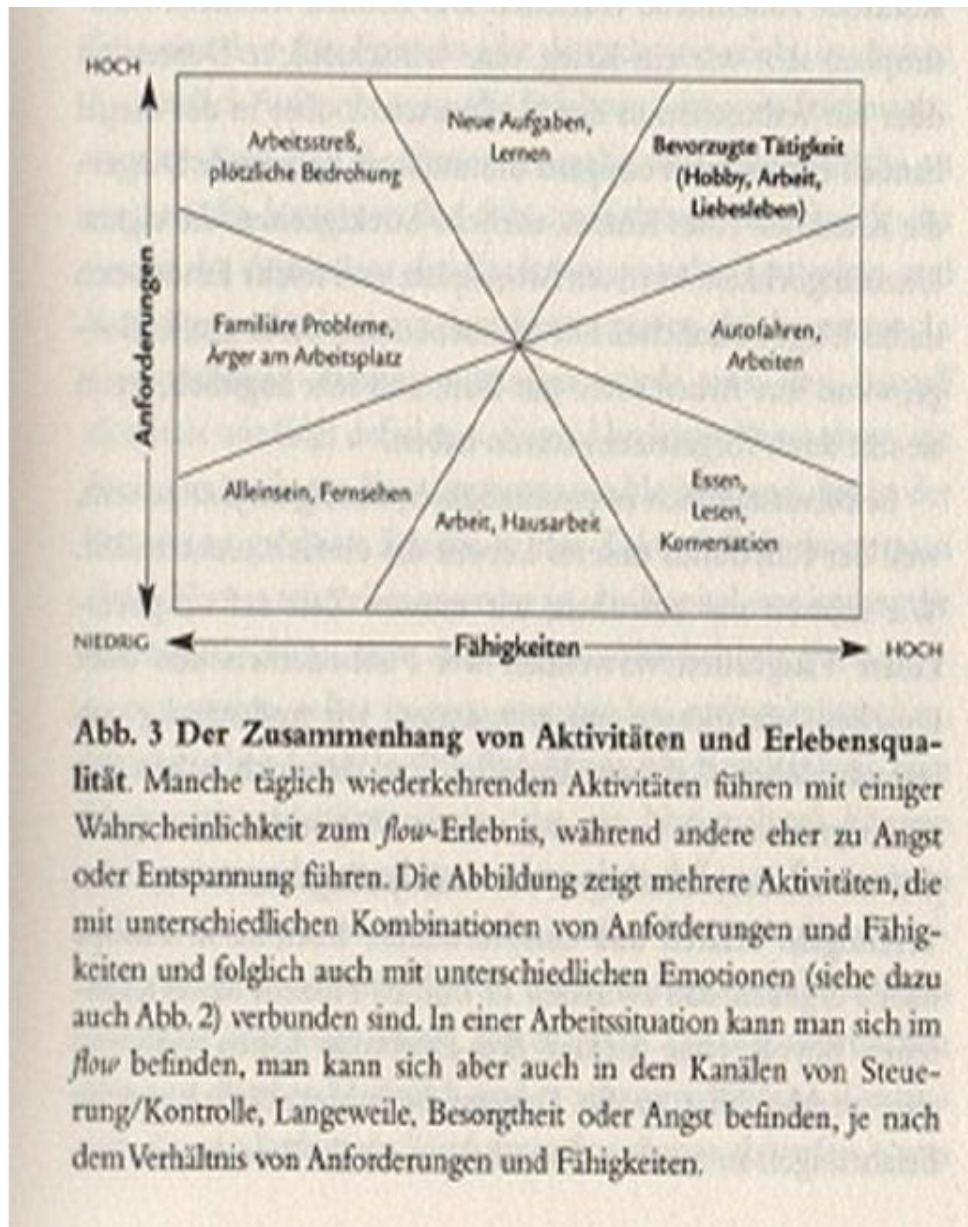 HOCH
Arbeitsstreß,
plötzliche Bedrohung
Neue Aufgaben,
Lernen
Bevorzugte Tätigkeit
(Hobby, Arbeit,
Liebesleben)
Anforderungen
Familiäre Probleme,
Ärger am Arbeitsplatz
Autofahren,
Arbeiten
Alleinsein, Fernsehen
Arbeit, Hausarbeit
Essen,
Lesen,
Konversation
NIEDRIG
Fähigkeiten
HOCH
Abb. 3 Der Zusammenhang von Aktivitäten und Erlebensqua-
lität. Manche täglich wiederkehrenden Aktivitäten führen mit einiger
Wahrscheinlichkeit zum flow-Erlebnis, während andere eher zu Angst
oder Entspannung führen. Die Abbildung zeigt mehrere Aktivitäten, die
mit unterschiedlichen Kombinationen von Anforderungen und Fähig-
keiten und folglich auch mit unterschiedlichen Emotionen (siehe dazu
auch Abb. 2) verbunden sind. In einer Arbeitssituation kann man sich im
flow befinden, man kann sich aber auch in den Kanälen von Steue-
rung/Kontrolle, Langeweile, Besorgtheit oder Angst befinden, je nach
dem Verhältnis von Anforderungen und Fähigkeiten.